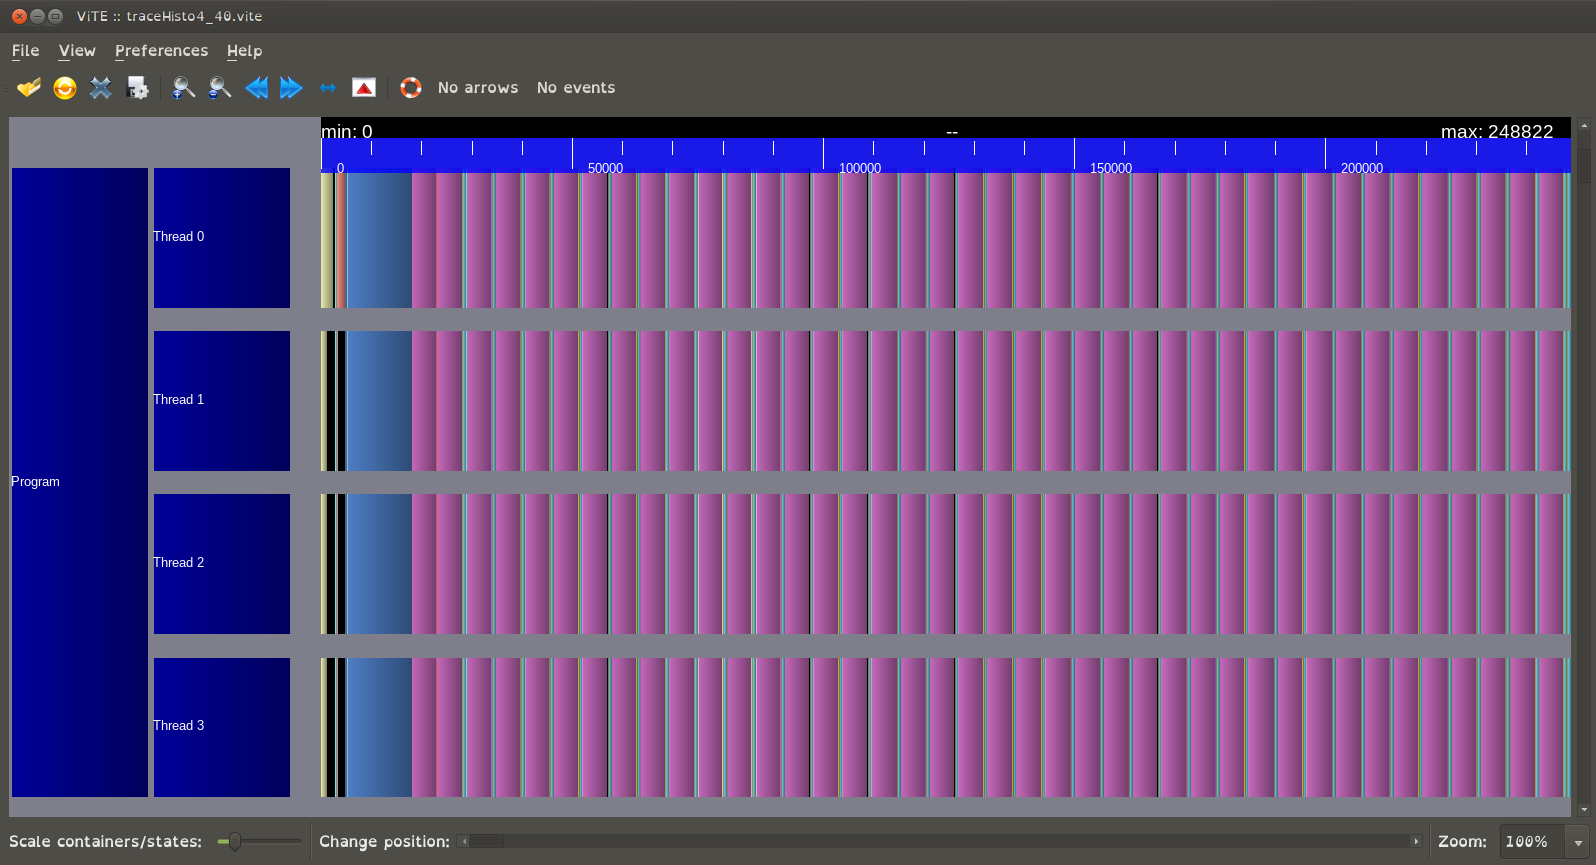 ViTE :: traceHisto4_40.vite
File View Preferences Help
No arrows No events
min: 0 -- max: 248822
0 50000 100000 150000 200000
Thread 0
Thread 1
Program
Thread 2
Thread 3
Scale containers/states: Change position: Zoom: 100%